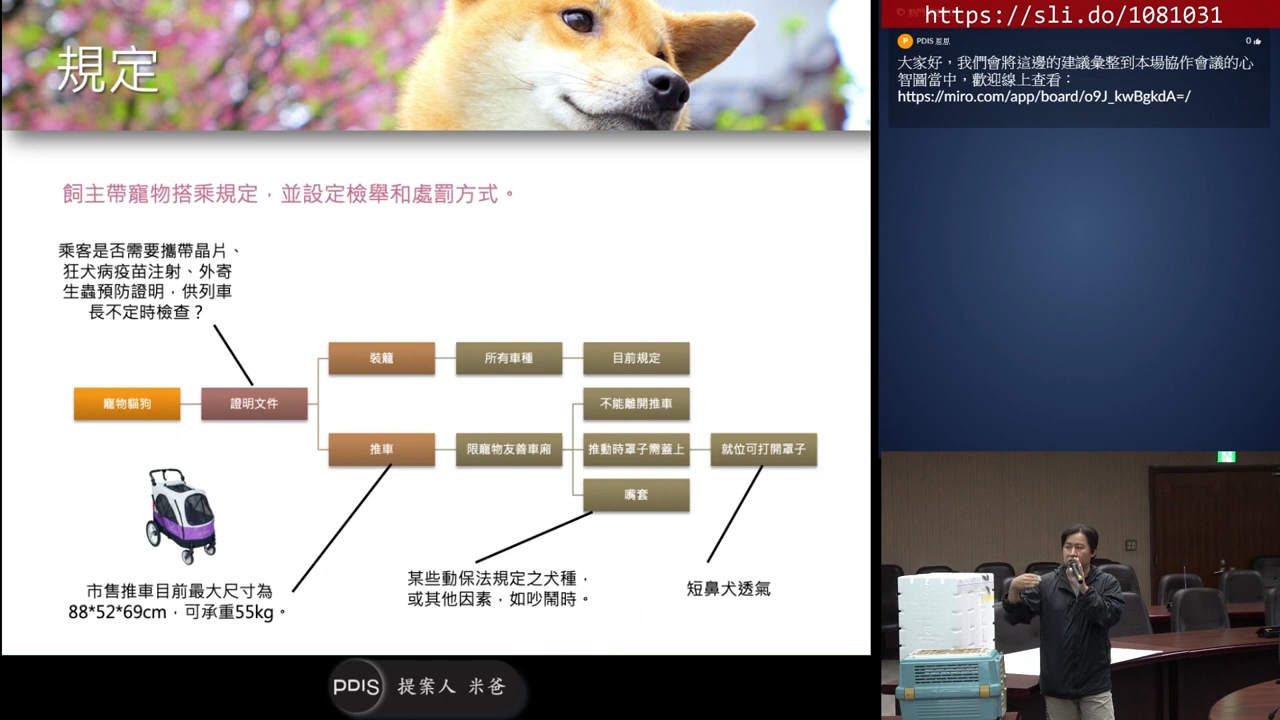 規定
飼主帶寵物搭乘規定，並設定檢舉和處罰方式。
乘客是否需要攜帶晶片、
狂犬病疫苗注射、外寄
生蟲預防證明，供列車
長不定時檢查？
寵物貓狗
證明文件
裝籠
所有車種
目前規定
推車
限寵物友善車廂
不能離開推車
推動時罩子需蓋上
就位可打開罩子
嘴套
市售推車目前最大尺寸為
88*52*69cm，可承重55kg。
某些動保法規定之犬種，
或其他因素，如吵鬧時。
短鼻犬透氣
PDIS 提案人 米爸
https://sli.do/1081031
0
大家好，我們會將這邊的建議彙整到本場協作會議的心
智圖當中，歡迎線上查看：
https://miro.com/app/board/o9J_kwBgkdA=/